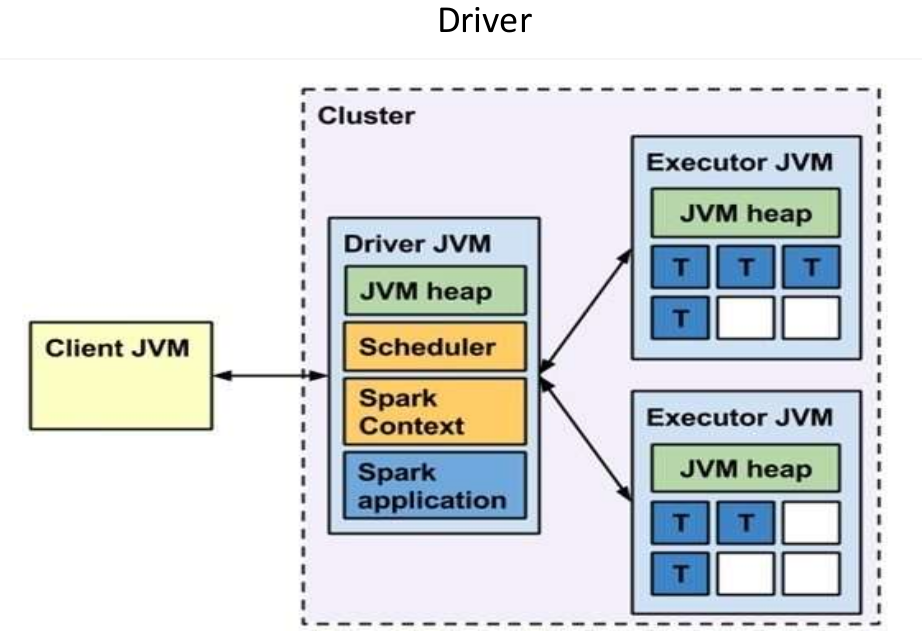 Driver
Cluster
Client JVM
Driver JVM
JVM heap
Scheduler
Spark
Context
Spark
application
Executor JVM
JVM heap
T T T
T
Executor JVM
JVM heap
T T
T